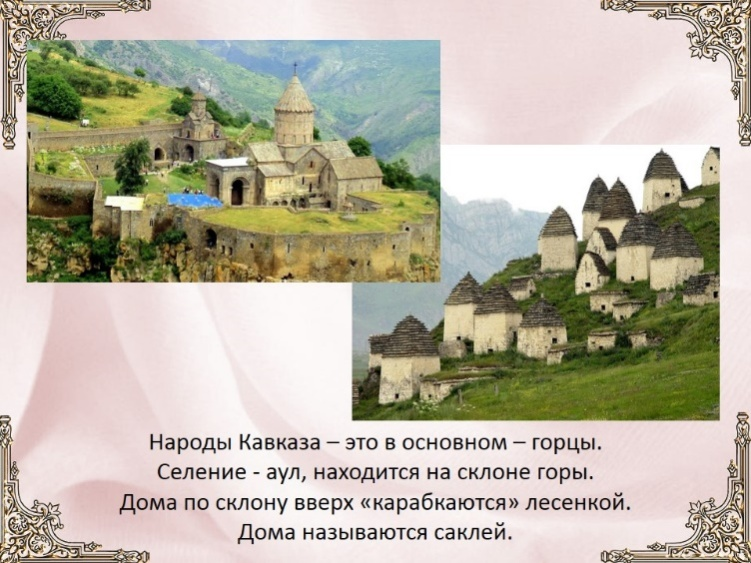 Народы Кавказа – это в основном – горцы.
Селение - аул, находится на склоне горы.
Дома по склону вверх «карабкаются» лесенкой.
Дома называются саклей.